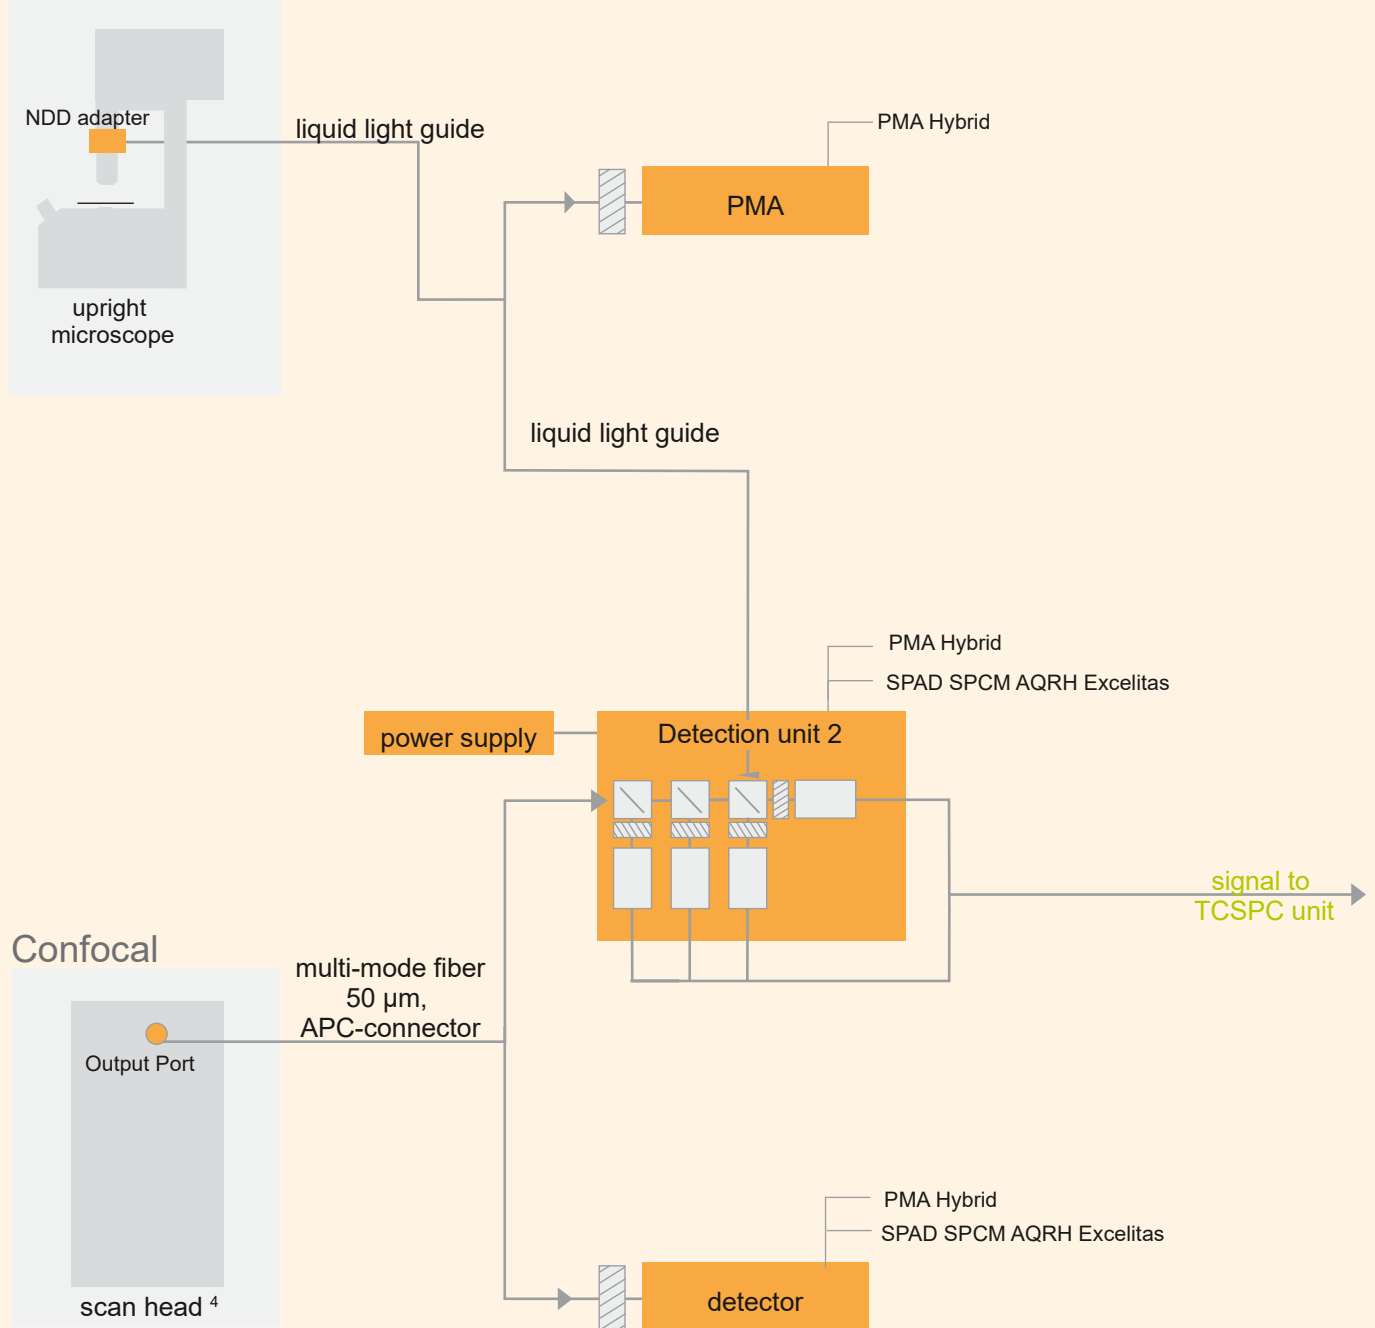 NDD adapter
liquid light guide
upright
microscope
PMA Hybrid
PMA
liquid light guide
PMA Hybrid
SPAD SPCM AQRH Excelitas
power supply
Detection unit 2
signal to
TCSPC unit
Confocal
multi-mode fiber
50 µm,
APC-connector
Output Port
scan head 4
PMA Hybrid
SPAD SPCM AQRH Excelitas
detector